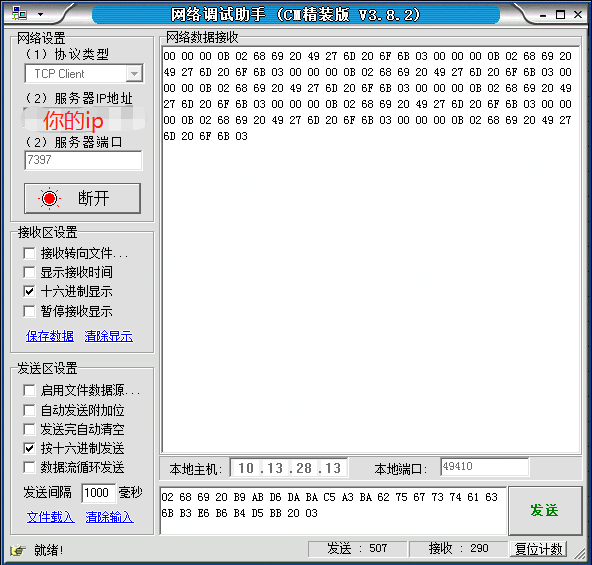 网络调试助手 (CM精装版 V3.8.2)
网络设置
(1) 协议类型
TCP Client
(2) 服务器IP地址
你的ip
(2) 服务器端口
7397
断开
接收区设置
接收转向文件...
显示接收时间
十六进制显示
暂停接收显示
保存数据 清除显示
发送区设置
启用文件数据源...
自动发送附加位
发送完自动清空
按十六进制发送
数据流循环发送
发送间隔 1000 毫秒
文件载入 清除输入
网络数据接收
00 00 00 0B 02 68 69 20 49 27 6D 20 6F 6B 03 00 00 00 0B 02 68 69 20
49 27 6D 20 6F 6B 03 00 00 00 0B 02 68 69 20 49 27 6D 20 6F 6B 03 00
00 00 0B 02 68 69 20 49 27 6D 20 6F 6B 03 00 00 00 0B 02 68 69 20 49
27 6D 20 6F 6B 03 00 00 00 0B 02 68 69 20 49 27 6D 20 6F 6B 03 00 00
00 0B 02 68 69 20 49 27 6D 20 6F 6B 03 00 00 00 0B 02 68 69 20 49 27
6D 20 6F 6B 03
本地主机: 10 .13 .28 .13 本地端口: 49410
02 68 69 20 B9 AB D6 DA BA C5 A3 BA 62 75 67 73 74 61 63
6B B3 E6 B6 B4 D5 BB 20 03
发送
就绪!
发送 : 507 接收 : 290 复位计数